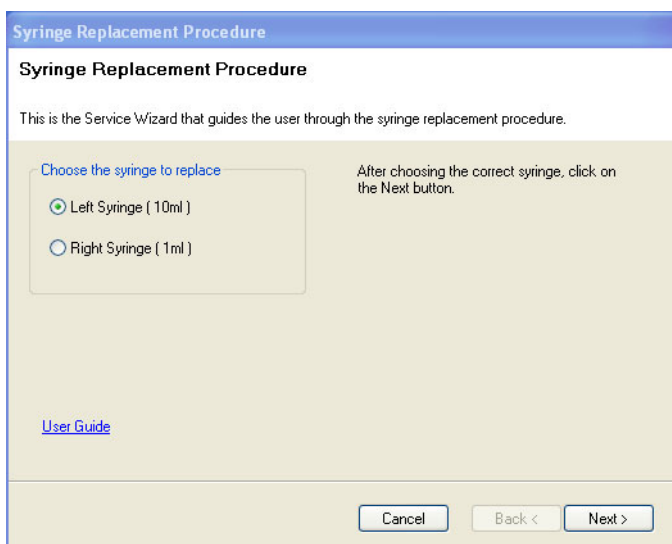 Syringe Replacement Procedure
Syringe Replacement Procedure
This is the Service Wizard that guides the user through the syringe replacement procedure.
Choose the syringe to replace
Left Syringe ( 10ml )
Right Syringe ( 1ml )
After choosing the correct syringe, click on
the Next button.
User Guide
Cancel
Back <
Next >